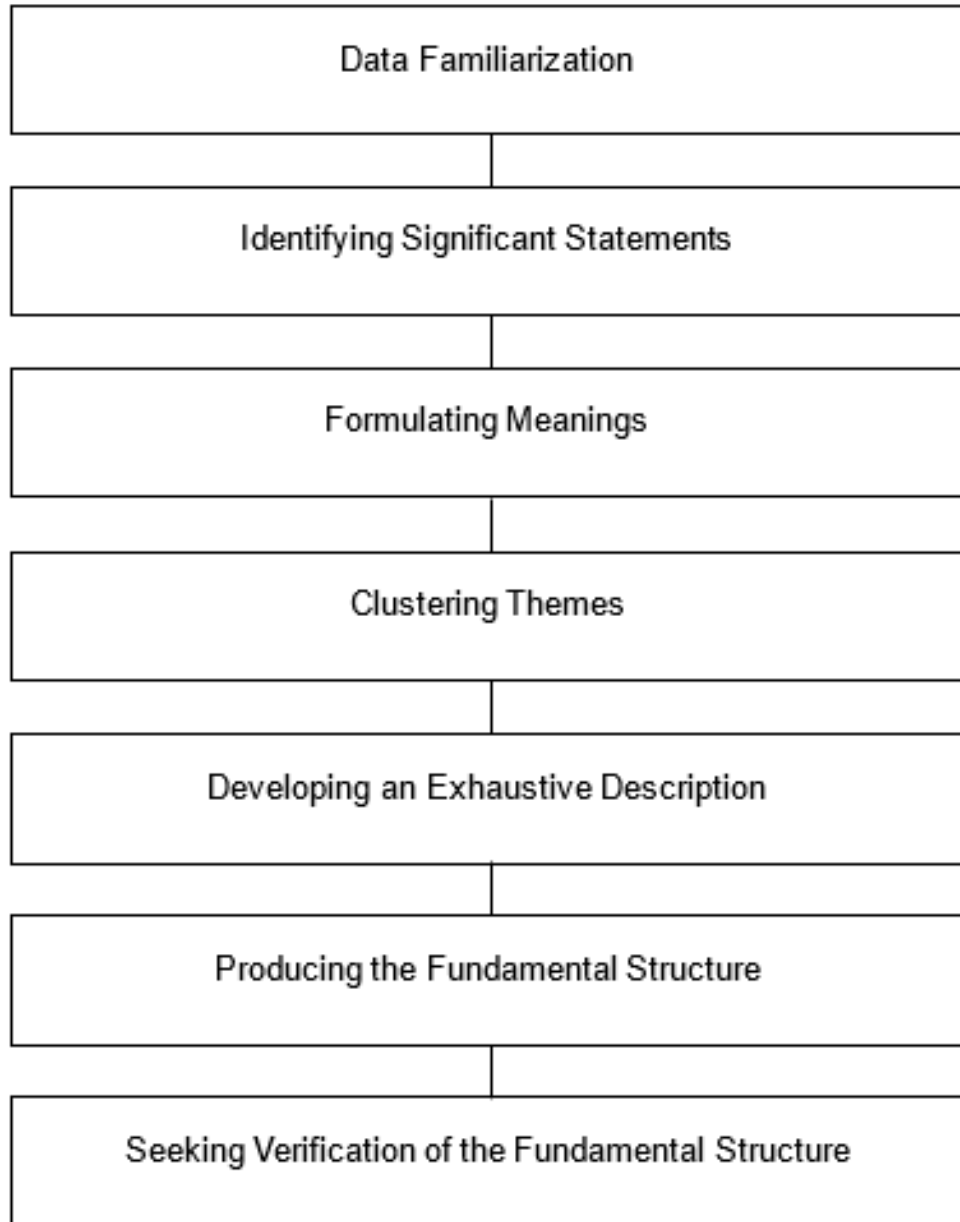 Data Familiarization
Identifying Significant Statements
Formulating Meanings
Clustering Themes
Developing an Exhaustive Description
Producing the Fundamental Structure
Seeking Verification of the Fundamental Structure